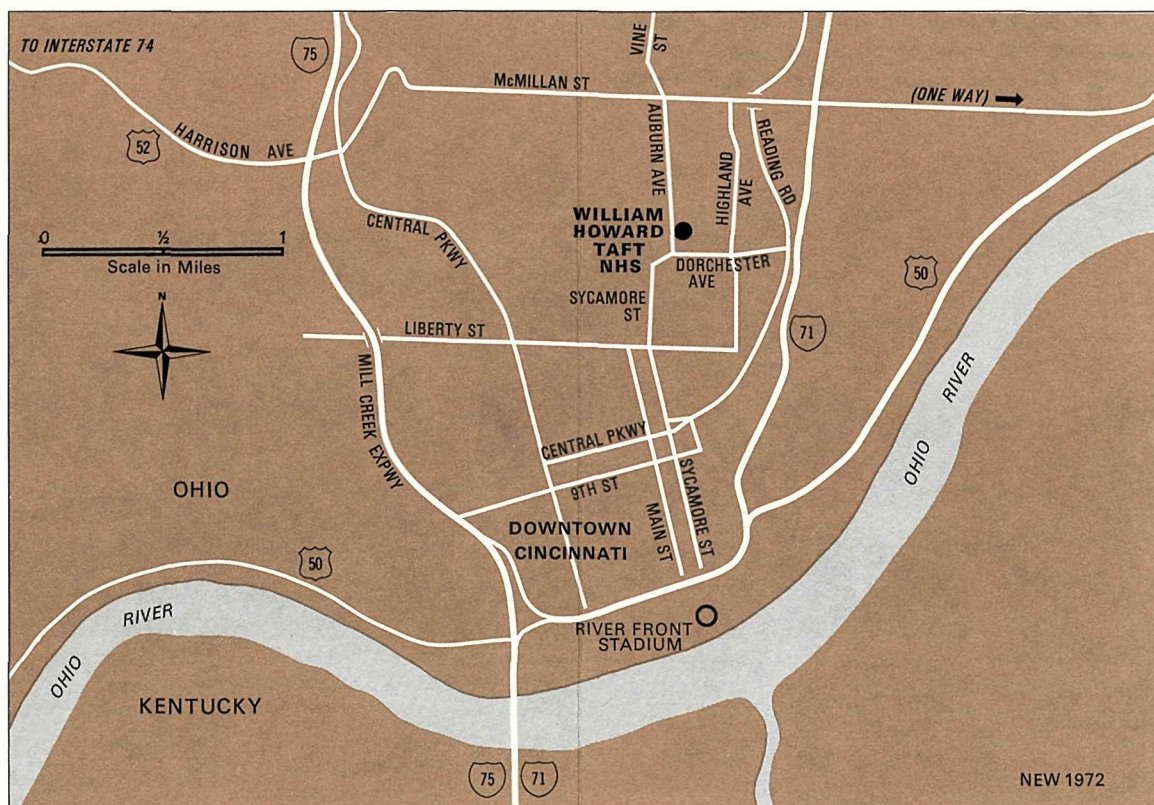 TO INTERSTATE 74
75
VINE ST
McMILLAN ST
(ONE WAY)
52
HARRISON AVE
AUBURN AVE
HIGHLAND AVE
READING RD
CENTRAL PKWY
WILLIAM
HOWARD
TAFT
NHS
0 ½ 1
Scale in Miles
DORCHESTER
AVE
50
N
SYCAMORE
ST
LIBERTY ST
71
MILL CREEK EXPWY
OHIO RIVER
CENTRAL PKWY
9TH ST
MAIN ST
SYCAMORE ST
OHIO
DOWNTOWN
CINCINNATI
50
OHIO RIVER
RIVER FRONT
STADIUM
KENTUCKY
75
71
NEW 1972